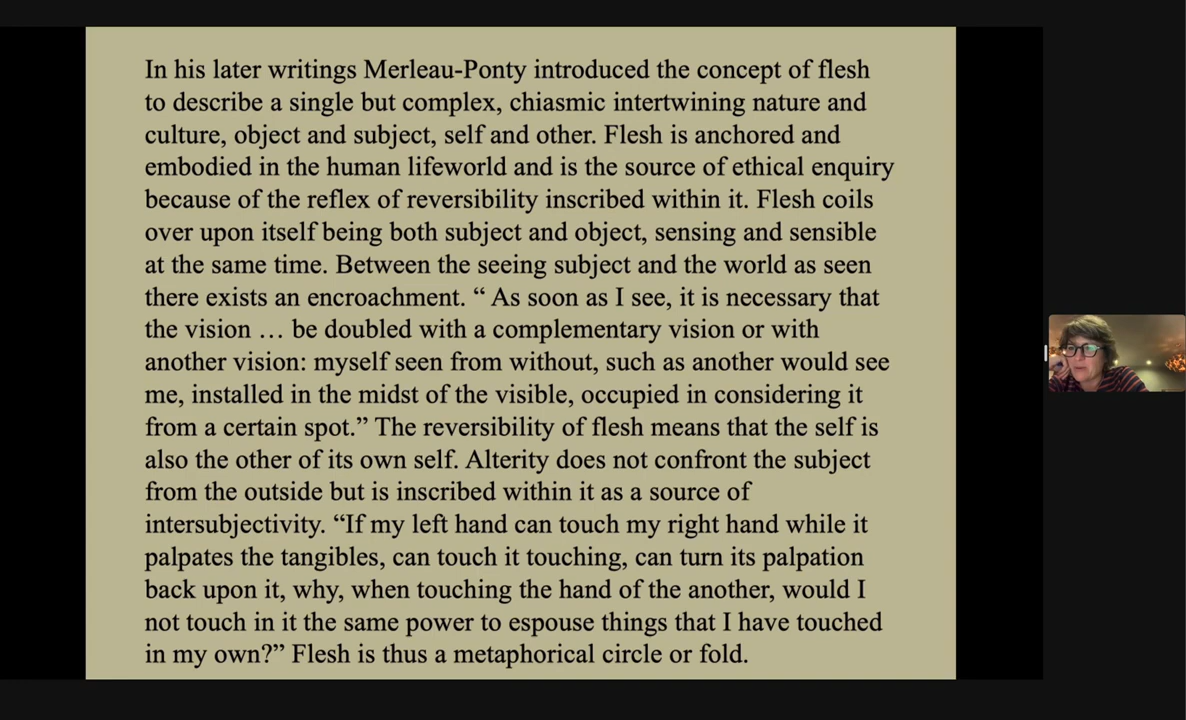 In his later writings Merleau-Ponty introduced the concept of flesh
to describe a single but complex, chiasmic intertwining nature and
culture, object and subject, self and other. Flesh is anchored and
embodied in the human lifeworld and is the source of ethical enquiry
because of the reflex of reversibility inscribed within it. Flesh coils
over upon itself being both subject and object, sensing and sensible
at the same time. Between the seeing subject and the world as seen
there exists an encroachment. “ As soon as I see, it is necessary that
the vision … be doubled with a complementary vision or with
another vision: myself seen from without, such as another would see
me, installed in the midst of the visible, occupied in considering it
from a certain spot.” The reversibility of flesh means that the self is
also the other of its own self. Alterity does not confront the subject
from the outside but is inscribed within it as a source of
intersubjectivity. “If my left hand can touch my right hand while it
palpates the tangibles, can touch it touching, can turn its palpation
back upon it, why, when touching the hand of the another, would I
not touch in it the same power to espouse things that I have touched
in my own?” Flesh is thus a metaphorical circle or fold.